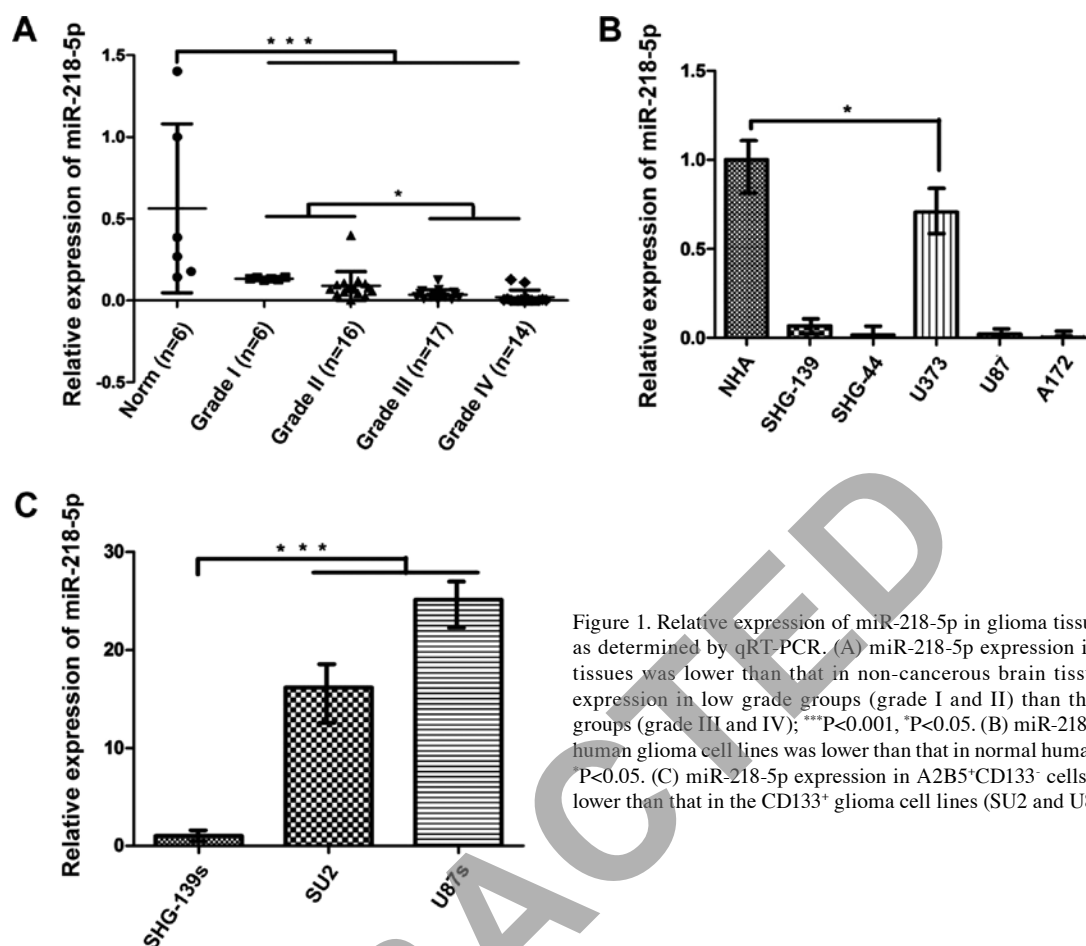 A
Relative expression of miR-218-5p
1.5
1.0
0.5
0.0
-0.5
* * *
*
Norm (n=6)
Grade I (n=6)
Grade II (n=16)
Grade III (n=17)
Grade IV (n=14)
B
Relative expression of miR-218-5p
1.5
1.0
0.5
0.0
*
NHA
SHG-139
SHG-44
U373
U87
A172
C
Relative expression of miR-218-5p
30
20
10
0
* * *
SHG-139s
SU2
U87s
Figure 1. Relative expression of miR-218-5p in glioma tissu
as determined by qRT-PCR. (A) miR-218-5p expression i
tissues was lower than that in non-cancerous brain tissu
expression in low grade groups (grade I and II) than th
groups (grade III and IV); ***P<0.001, *P<0.05. (B) miR-218
human glioma cell lines was lower than that in normal huma
*P<0.05. (C) miR-218-5p expression in A2B5+CD133- cells
lower than that in the CD133+ glioma cell lines (SU2 and U8
RACTED